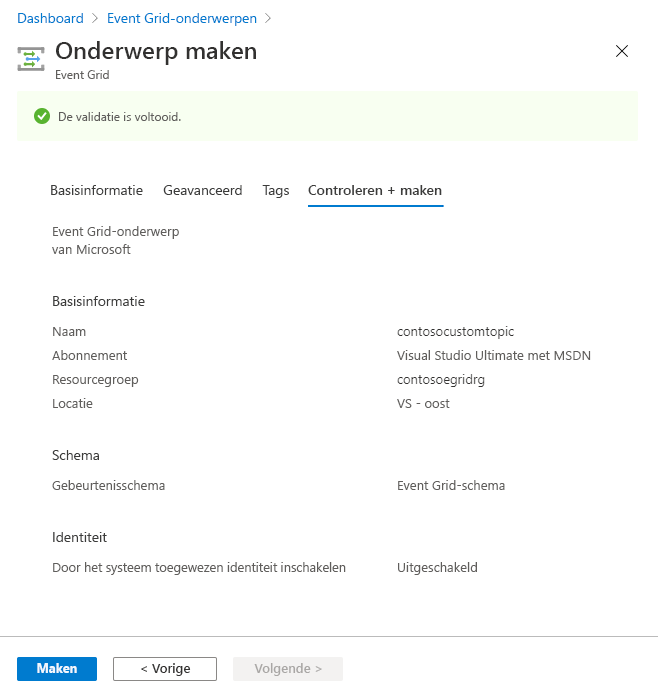 Dashboard > Event Grid-onderwerpen >
Onderwerp maken
Event Grid
De validatie is voltooid.
Basisinformatie Geavanceerd Tags Controleren + maken
Event Grid-onderwerp
van Microsoft
Basisinformatie
Naam contosocustomtopic
Abonnement Visual Studio Ultimate met MSDN
Resourcegroep contosoegridrg
Locatie VS - oost
Schema
Gebeurtenisschema Event Grid-schema
Identiteit
Door het systeem toegewezen identiteit inschakelen Uitgeschakeld
Maken < Vorige Volgende >